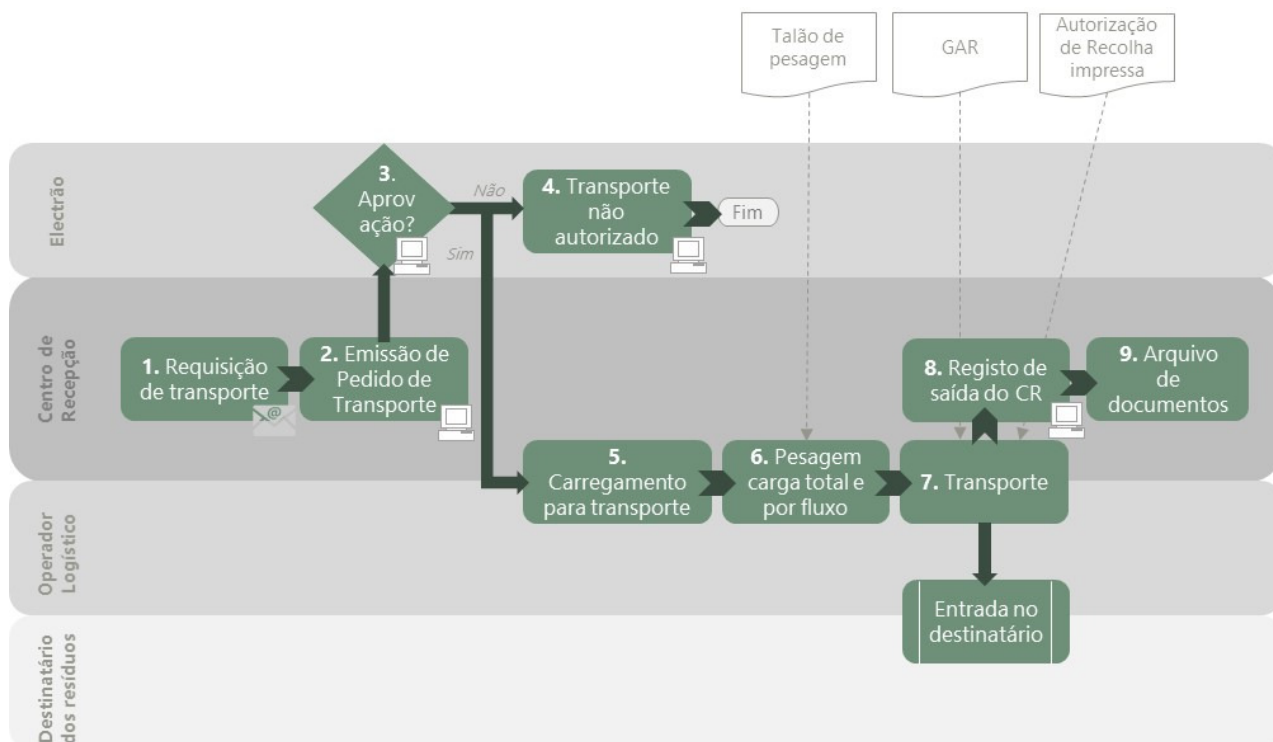 Talão de
pesagem
GAR
Autorização
de Recolha
impressa
Electrão
3.
Aprov
ação?
Não
Sim
4. Transporte
não
autorizado
Fim
Centro de
Recepção
1. Requisição
de transporte
@
2. Emissão de
Pedido de
Transporte
8. Registo de
saída do CR
9. Arquivo
de
documentos
5.
Carregamento
para transporte
6. Pesagem
carga total e
por fluxo
7. Transporte
Operador
Logístico
Entrada no
destinatário
Destinatário
dos resíduos